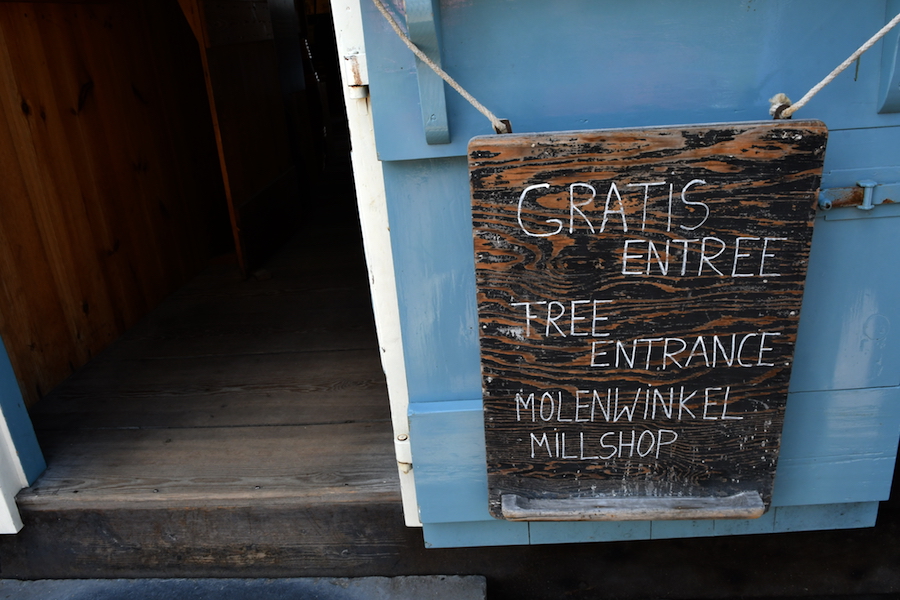 GRATIS
ENTREE
FREE
ENTRANCE
MOLENWINKEL
MILLSHOP